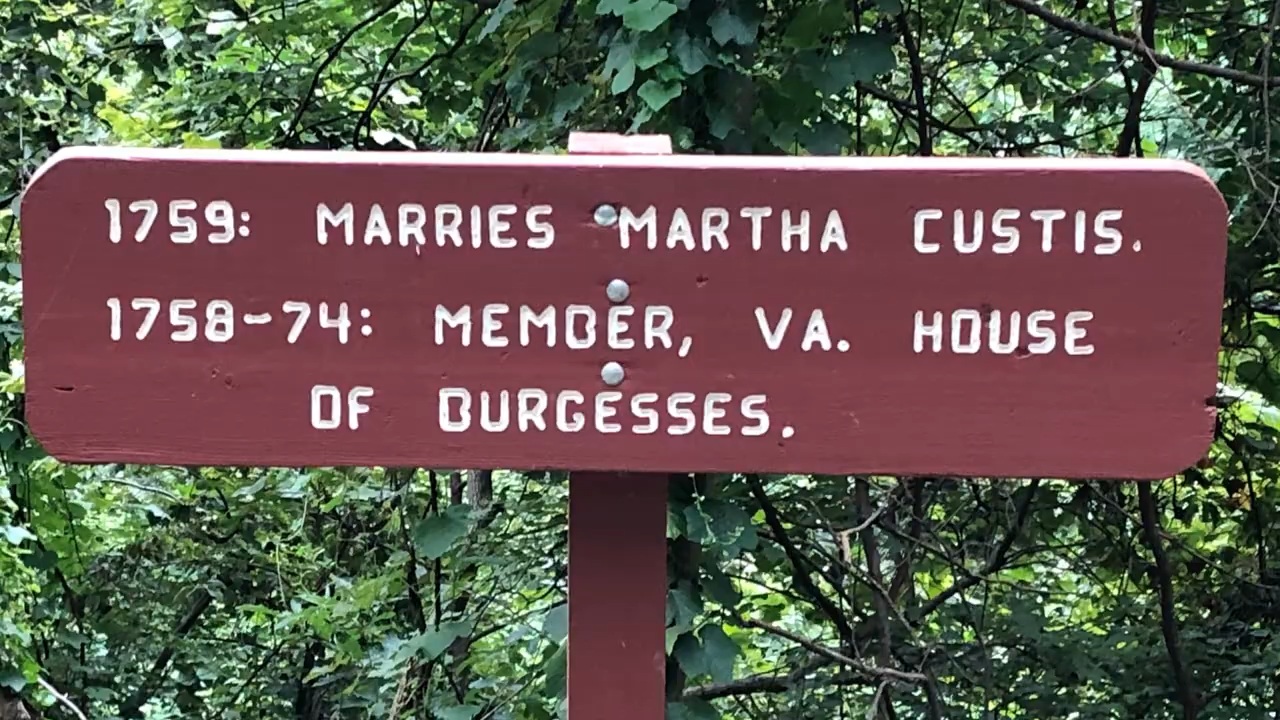 1759: MARRIES MARTHA CUSTIS.
1758-74: MEMBER, VA. HOUSE
OF BURGESSES.